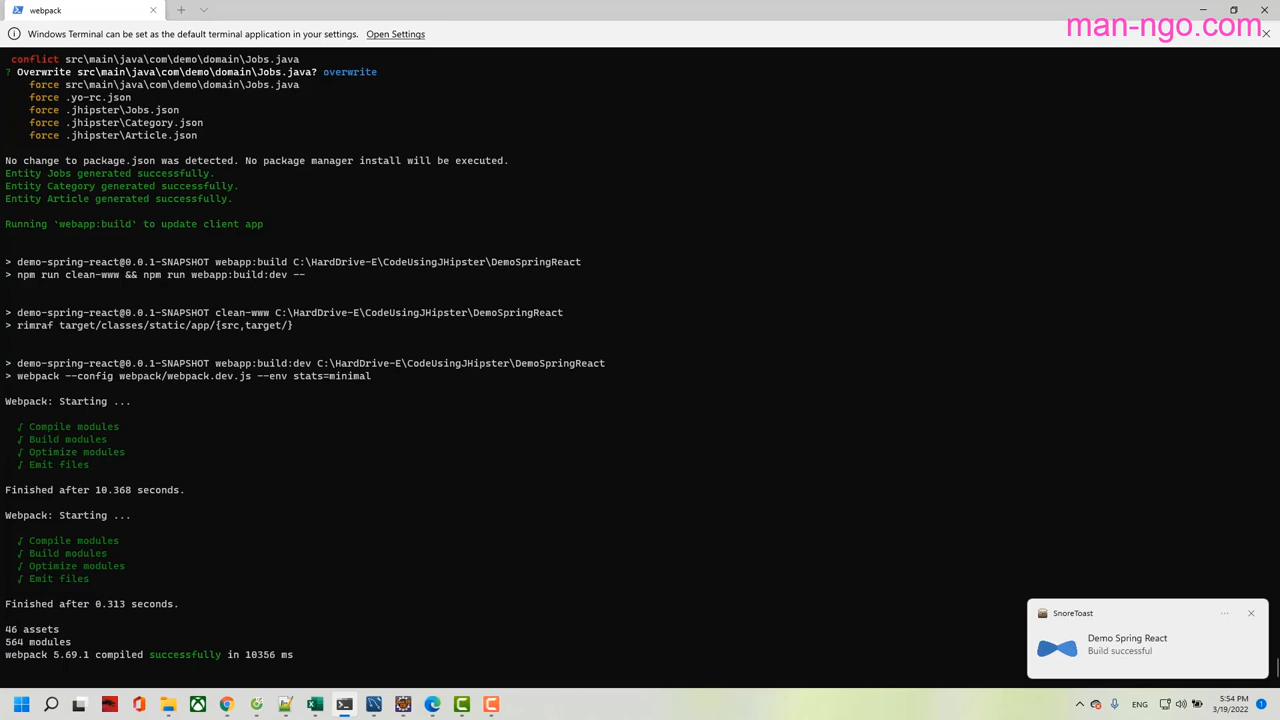 webpack
Windows Terminal can be set as the default terminal application in your settings. Open Settings
man-ngo.com
conflict src\main\java\com\demo\domain\Jobs.java
? Overwrite src\main\java\com\demo\domain\Jobs.java? overwrite
force src\main\java\com\demo\domain\Jobs.java
force .yo-rc.json
force .jhipster\Jobs.json
force .jhipster\Category.json
force .jhipster\Article.json
No change to package.json was detected. No package manager install will be executed.
Entity Jobs generated successfully.
Entity Category generated successfully.
Entity Article generated successfully.
Running `webapp:build` to update client app
> demo-spring-react@0.0.1-SNAPSHOT webapp:build C:\HardDrive-E\CodeUsingJHipster\DemoSpringReact
> npm run clean-www && npm run webapp:build:dev --
> demo-spring-react@0.0.1-SNAPSHOT clean-www C:\HardDrive-E\CodeUsingJHipster\DemoSpringReact
> rimraf target/classes/static/app/{src,target/}
> demo-spring-react@0.0.1-SNAPSHOT webapp:build:dev C:\HardDrive-E\CodeUsingJHipster\DemoSpringReact
> webpack --config webpack/webpack.dev.js --env stats=minimal
Webpack: Starting ...
√ Compile modules
√ Build modules
√ Optimize modules
√ Emit files
Finished after 10.368 seconds.
Webpack: Starting ...
√ Compile modules
√ Build modules
√ Optimize modules
√ Emit files
Finished after 0.313 seconds.
46 assets
564 modules
webpack 5.69.1 compiled successfully in 10356 ms
SnoreToast
Demo Spring React
Build successful
ENG
5:54 PM
3/19/2022
1